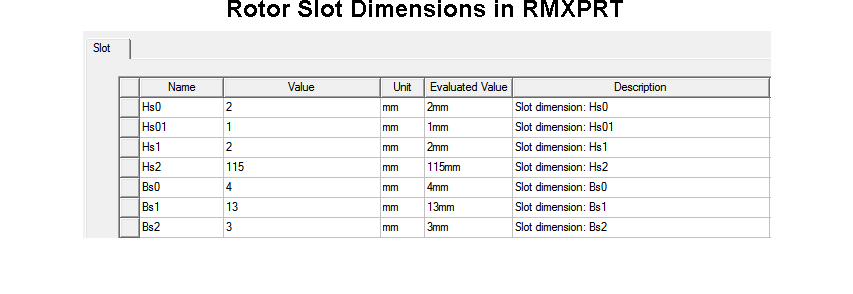 Rotor Slot Dimensions in RMXPRT
Slot
Name Value Unit Evaluated Value Description
Hs0 2 mm 2mm Slot dimension: Hs0
Hs01 1 mm 1mm Slot dimension: Hs01
Hs1 2 mm 2mm Slot dimension: Hs1
Hs2 115 mm 115mm Slot dimension: Hs2
Bs0 4 mm 4mm Slot dimension: Bs0
Bs1 13 mm 13mm Slot dimension: Bs1
Bs2 3 mm 3mm Slot dimension: Bs2